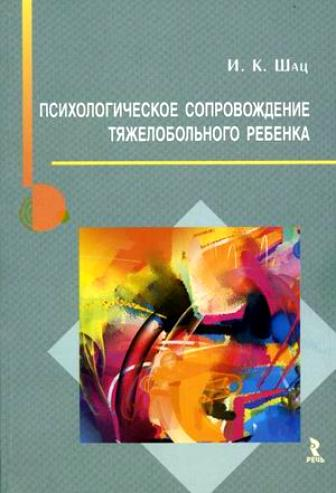 И. К. Шац
ПСИХОЛОГИЧЕСКОЕ СОПРОВОЖДЕНИЕ
ТЯЖЕЛОБОЛЬНОГО РЕБЕНКА
РЕЧЬ